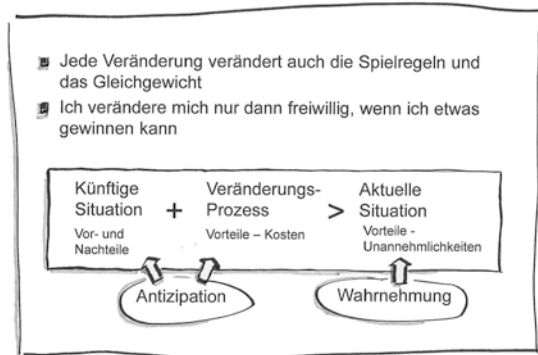 Jede Veränderung verändert auch die Spielregeln und
das Gleichgewicht
Ich verändere mich nur dann freiwillig, wenn ich etwas
gewinnen kann
Künftige Veränderungs- Aktuelle
Situation + Prozess > Situation
Vor- und Vorteile – Kosten Vorteile -
Nachteile Unannehmlichkeiten
Antizipation Wahrnehmung